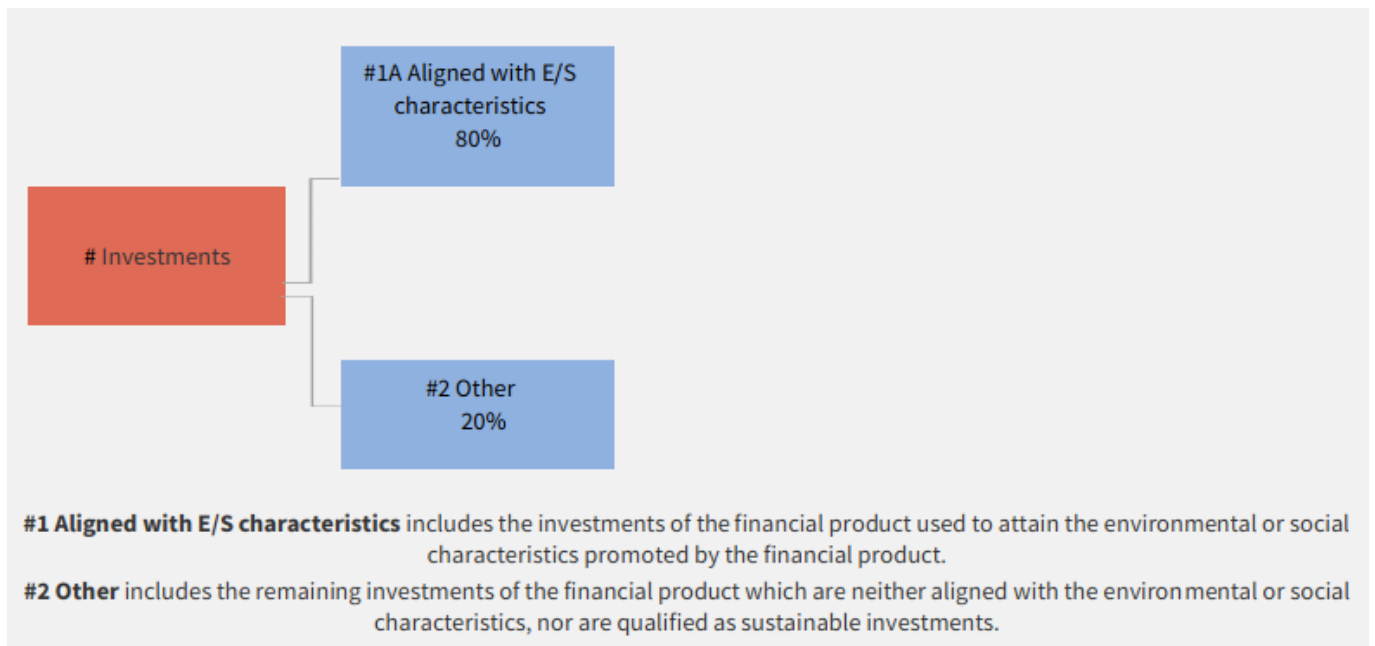 #1A Aligned with E/S
characteristics
80%
# Investments
#2 Other
20%
#1 Aligned with E/S characteristics includes the investments of the financial product used to attain the environmental or social
characteristics promoted by the financial product.
#2 Other includes the remaining investments of the financial product which are neither aligned with the environmental or social
characteristics, nor are qualified as sustainable investments.